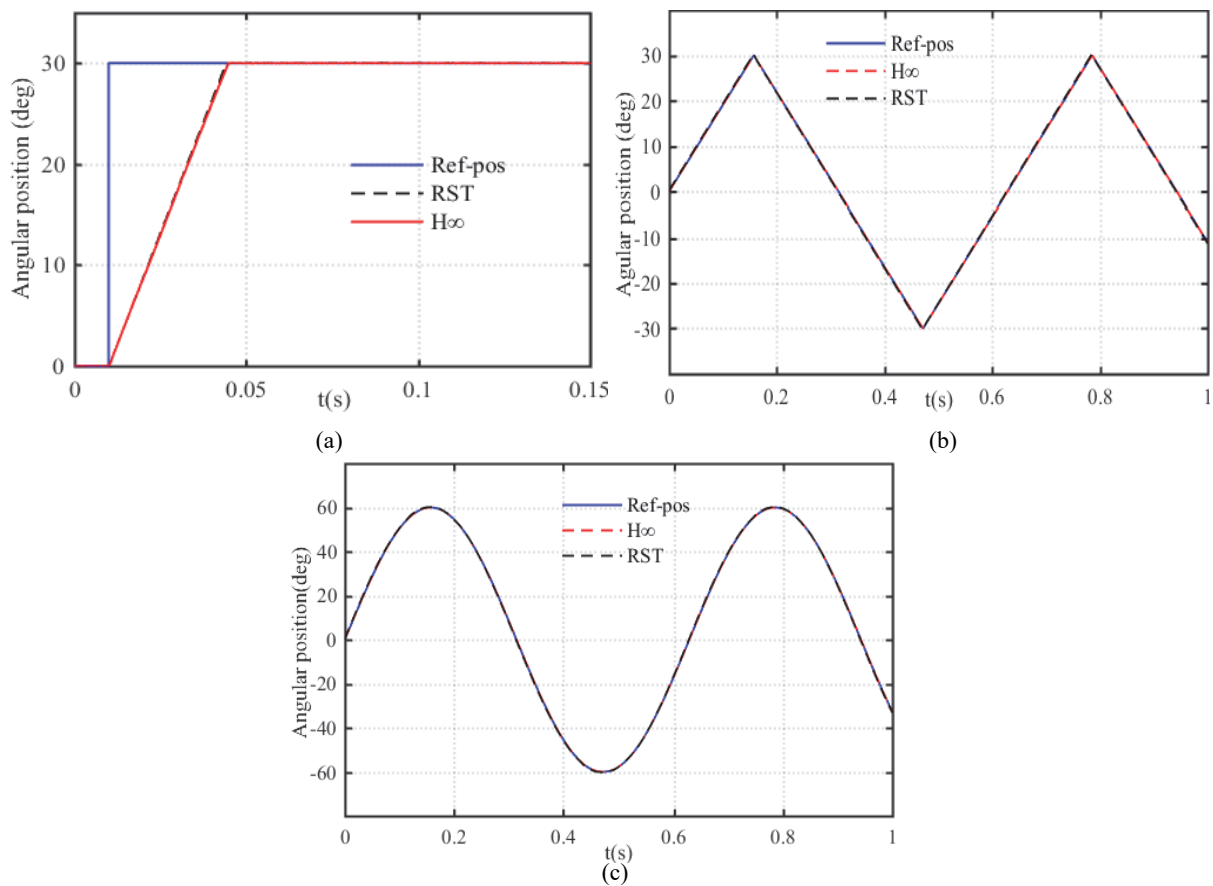 Angular position (deg)
30
20
10
0
0
0.05
0.1
0.15
t(s)
Ref-pos
RST
H∞
(a)
Agular position (deg)
30
20
10
0
-10
-30
0
0.2
0.4
0.6
0.8
1
t(s)
Ref-pos
H∞
RST
(b)
Angular position(deg)
60
40
20
0
-20
-40
-60
0
0.2
0.4
0.6
0.8
1
t(s)
Ref-pos
H∞
RST
(c)